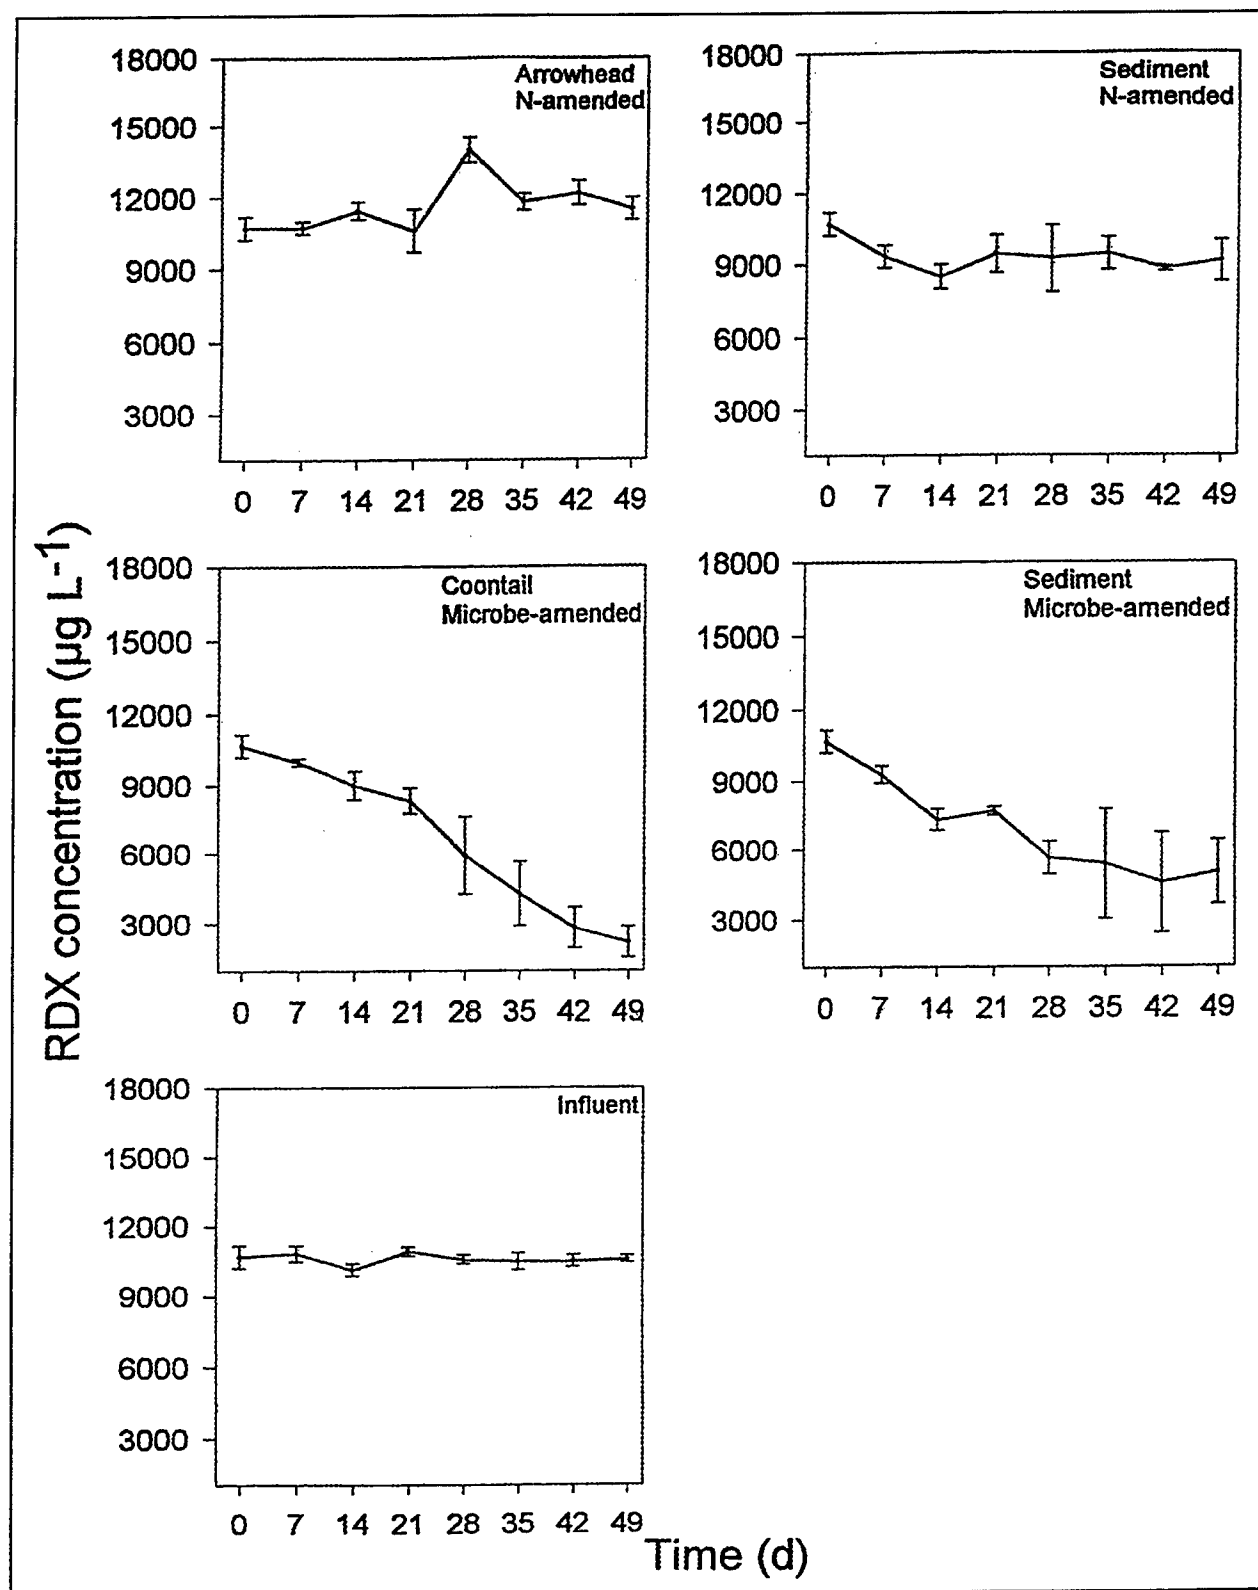 RDX concentration (µg L⁻¹)
Arrowhead
N-amended
18000
15000
12000
9000
6000
3000
0 7 14 21 28 35 42 49
Sediment
N-amended
18000
15000
12000
9000
6000
3000
0 7 14 21 28 35 42 49
Coontail
Microbe-amended
18000
15000
12000
9000
6000
3000
0 7 14 21 28 35 42 49
Sediment
Microbe-amended
18000
15000
12000
9000
6000
3000
0 7 14 21 28 35 42 49
Influent
18000
15000
12000
9000
6000
3000
0 7 14 21 28 35 42 49
Time (d)